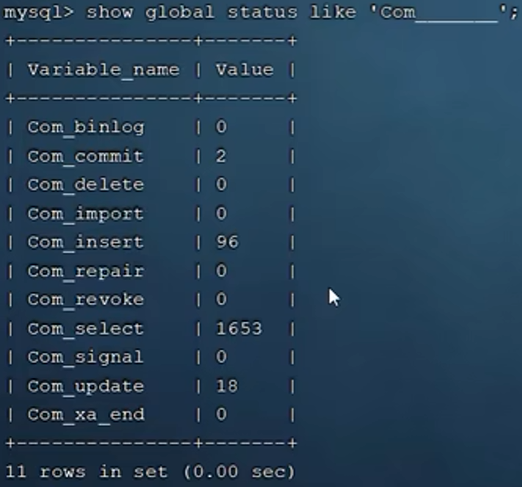 mysql> show global status like 'Com_______';
+---------------+-------+
| Variable_name | Value |
+---------------+-------+
| Com_binlog    | 0     |
| Com_commit    | 2     |
| Com_delete    | 0     |
| Com_import    | 0     |
| Com_insert    | 96    |
| Com_repair    | 0     |
| Com_revoke    | 0     |
| Com_select    | 1653  |
| Com_signal    | 0     |
| Com_update    | 18    |
| Com_xa_end    | 0     |
+---------------+-------+
11 rows in set (0.00 sec)